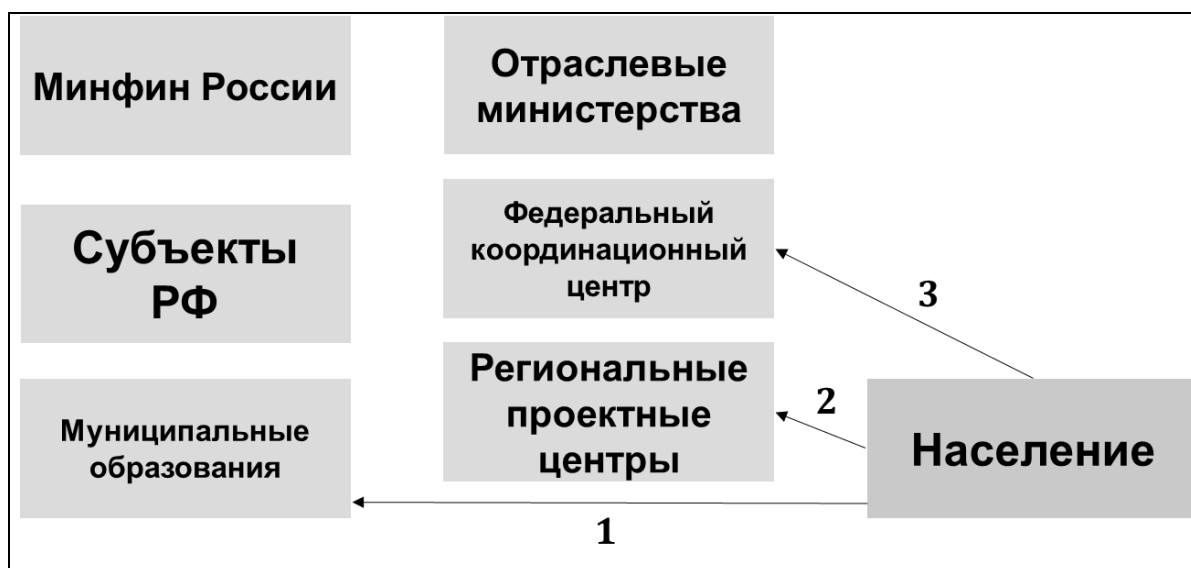 Минфин России
Отраслевые
министерства
Субъекты
РФ
Федеральный
координационный
центр
3
Муниципальные
образования
Региональные
проектные
центры
2
Население
1